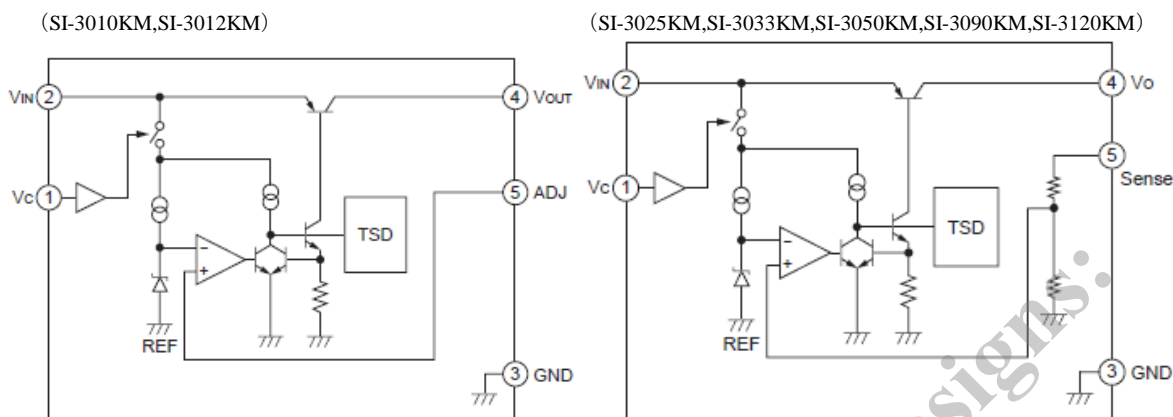 （SI-3010KM,SI-3012KM）
VIN 2
4 VOUT
VC 1
5 ADJ
TSD
−
+
REF
3 GND
（SI-3025KM,SI-3033KM,SI-3050KM,SI-3090KM,SI-3120KM）
VIN 2
4 VO
5
Sense
VC 1
TSD
−
+
REF
3 GND
signs: